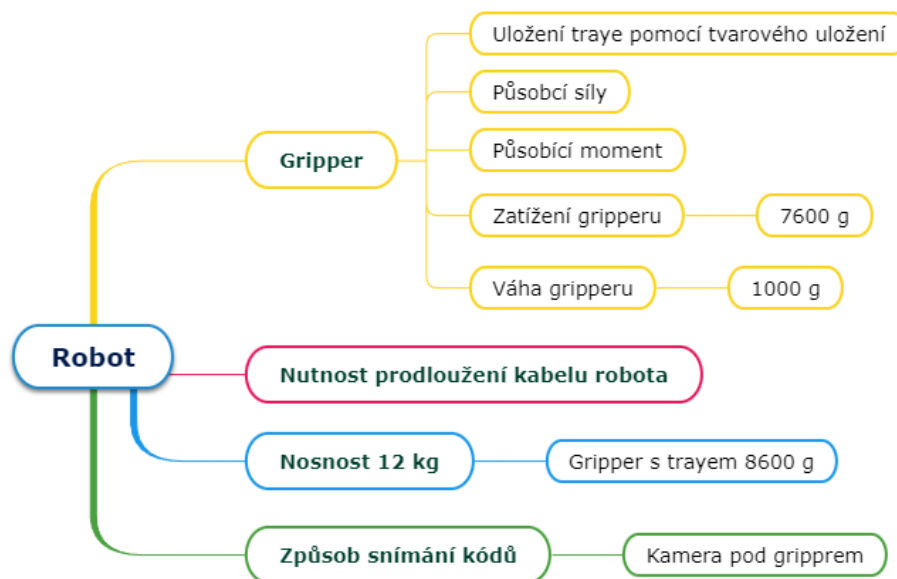 Uložení traye pomocí tvarového uložení
Působcí síly
Gripper
Působící moment
Zatížení gripperu
7600 g
Váha gripperu
1000 g
Robot
Nutnost prodloužení kabelu robota
Nosnost 12 kg
Gripper s trayem 8600 g
Způsob snímání kódů
Kamera pod gripprem